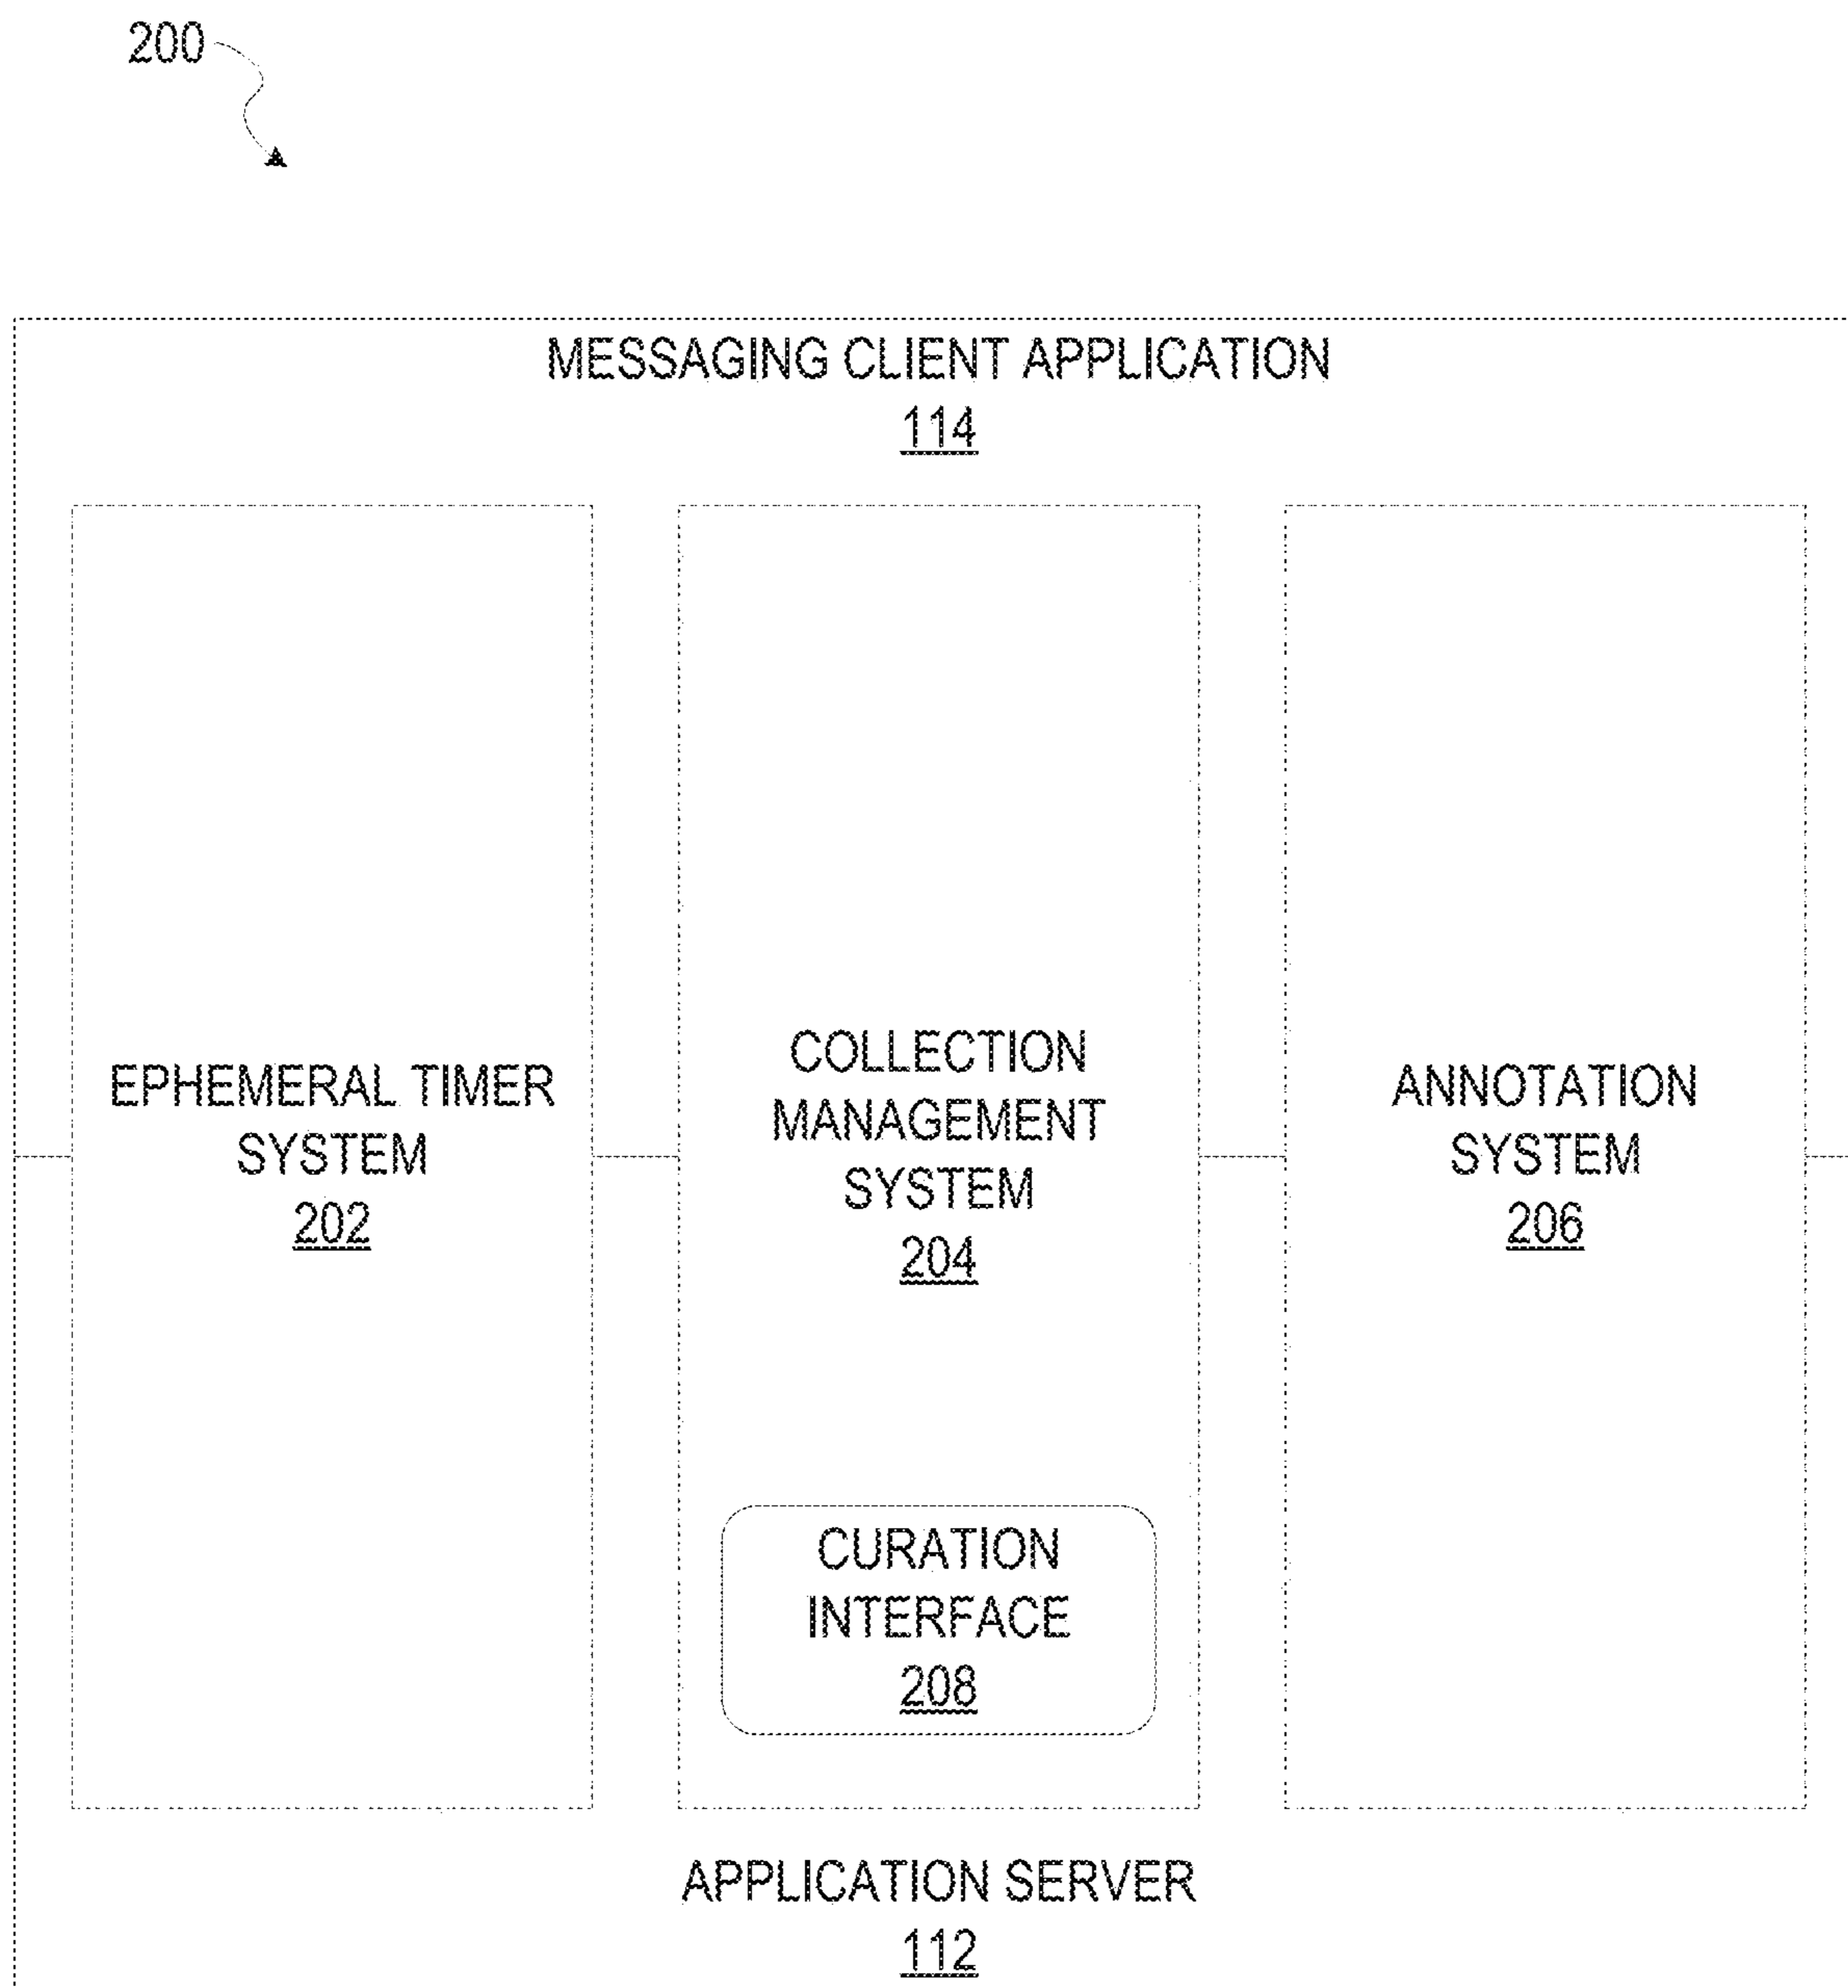 200
MESSAGING CLIENT APPLICATION
114
EPHEMERAL TIMER
SYSTEM
202
COLLECTION
MANAGEMENT
SYSTEM
204
ANNOTATION
SYSTEM
206
CURATION
INTERFACE
208
APPLICATION SERVER
112